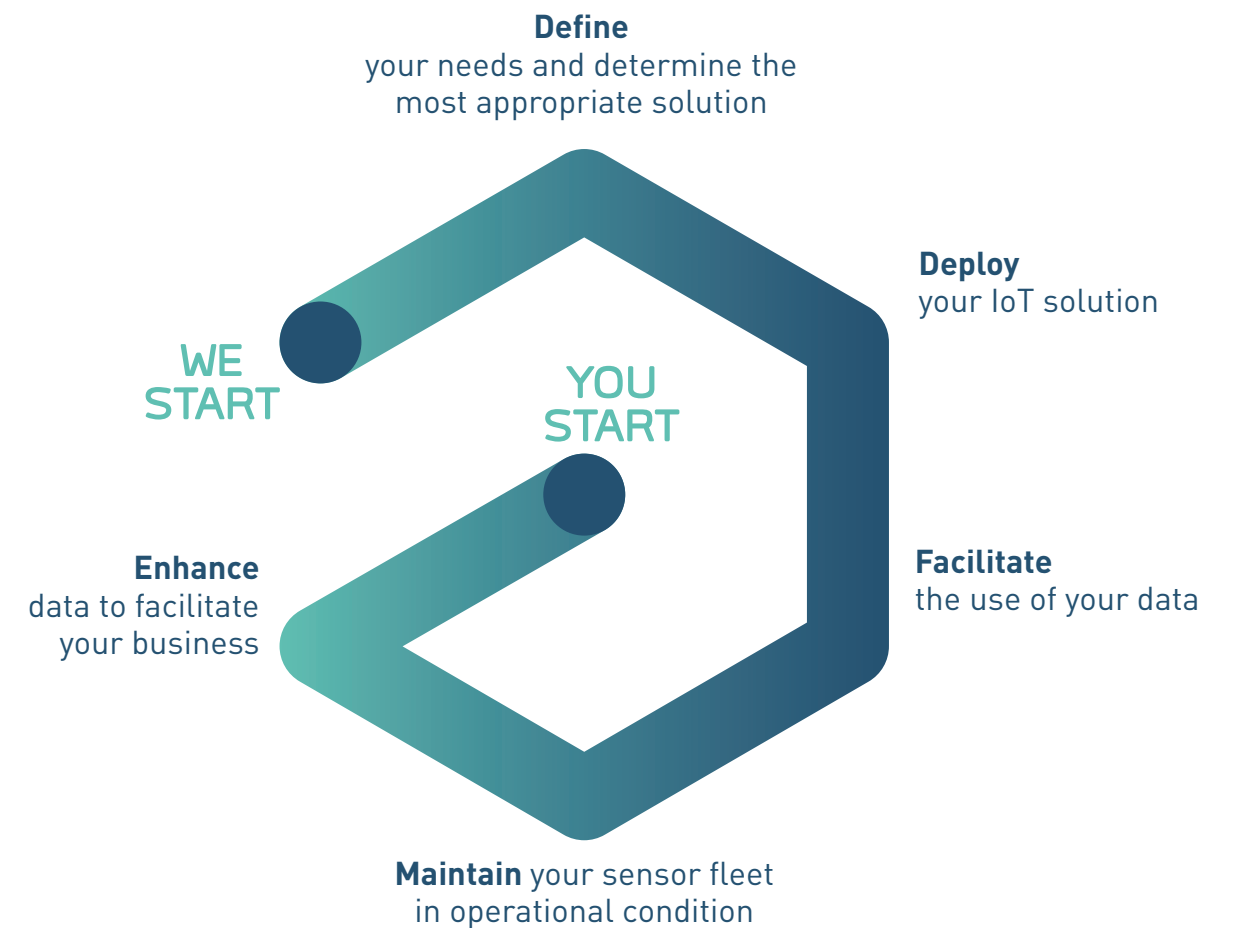 Define
your needs and determine the
most appropriate solution
Deploy
your IoT solution
WE
START
YOU
START
Enhance
data to facilitate
your business
Facilitate
the use of your data
Maintain your sensor fleet
in operational condition